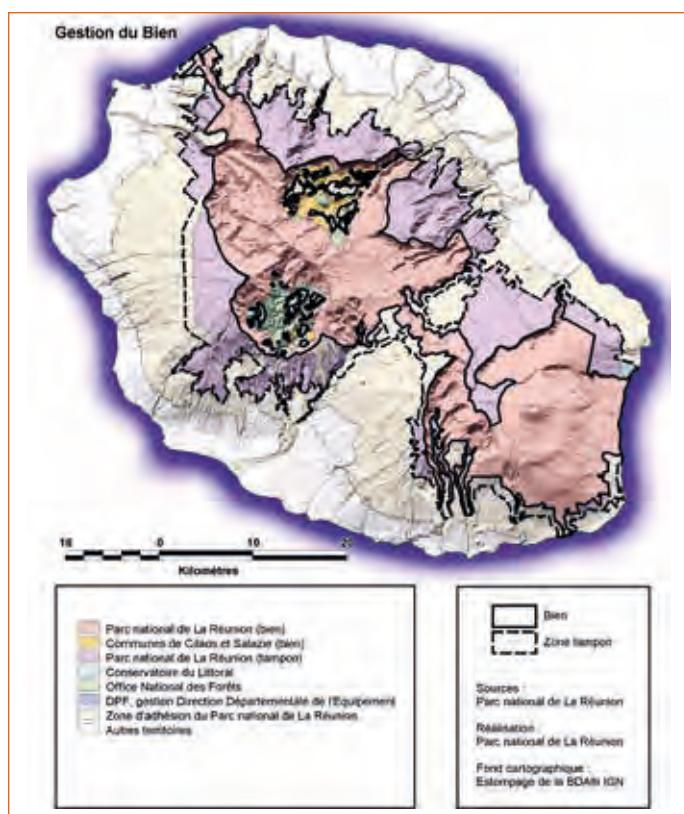 Gestion du Bien
10 0 10 20
Kilomètres
Parc national de La Réunion (bien)
Communes de Cilaos et Salazie (bien)
Parc national de La Réunion (tampon)
Conservatoire du Littoral
Office National des Forêts
DPF, gestion Direction Départementale de l'Equipement
Zone d'adhésion du Parc national de La Réunion
Autres territoires
Bien
Zone tampon
Sources :
Parc national de La Réunion
Réalisation :
Parc national de La Réunion
Fond cartographique :
Estompage de la BDAlti IGN